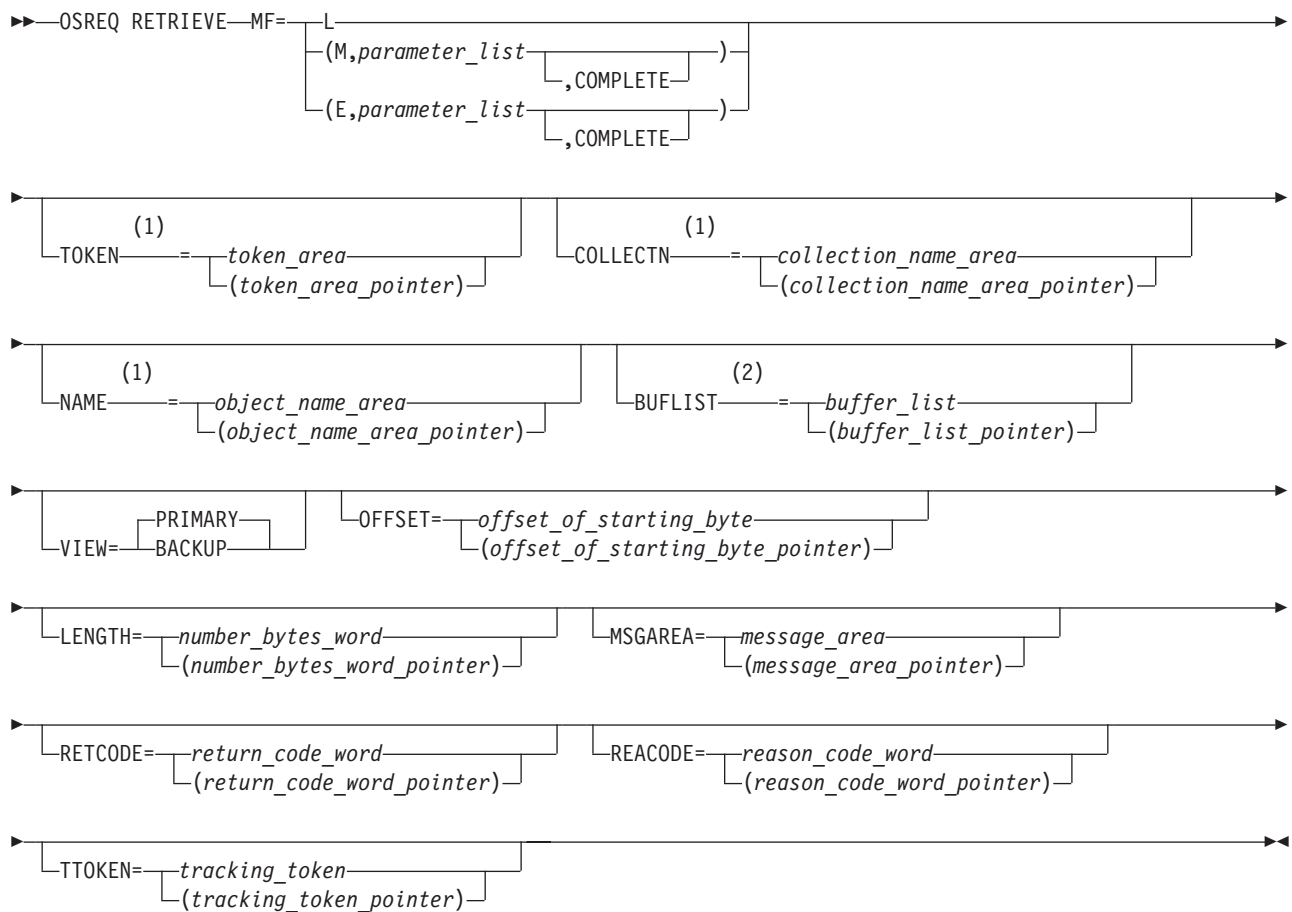 OSREQ RETRIEVE MF= L
(M,parameter_list )
,COMPLETE
(E,parameter_list )
,COMPLETE
(1) (1)
TOKEN = token_area COLLECTN = collection_name_area
(token_area_pointer) (collection_name_area_pointer)
(1) (2)
NAME = object_name_area BUFLIST = buffer_list
(object_name_area_pointer) (buffer_list_pointer)
PRIMARY OFFSET= offset_of_starting_byte
VIEW= BACKUP (offset_of_starting_byte_pointer)
LENGTH= number_bytes_word MSGAREA= message_area
(number_bytes_word_pointer) (message_area_pointer)
RETCODE= return_code_word REACODE= reason_code_word
(return_code_word_pointer) (reason_code_word_pointer)
TTOKEN= tracking_token
(tracking_token_pointer)